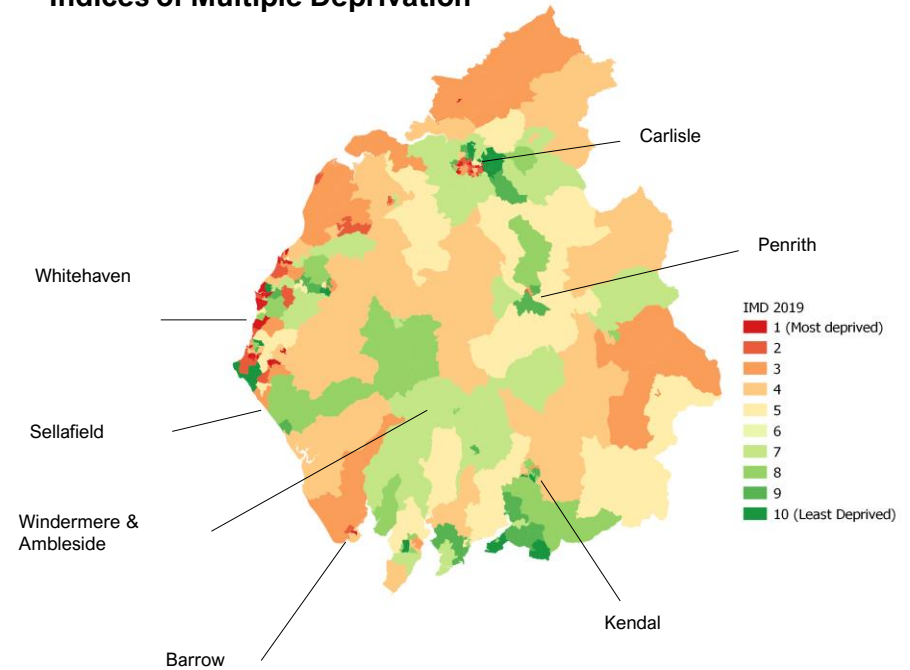 Indices of Multiple Deprivation
Carlisle
Penrith
Whitehaven
IMD 2019
1 (Most deprived)
2
3
4
5
6
7
8
9
10 (Least Deprived)
Sellafield
Windermere &
Ambleside
Kendal
Barrow